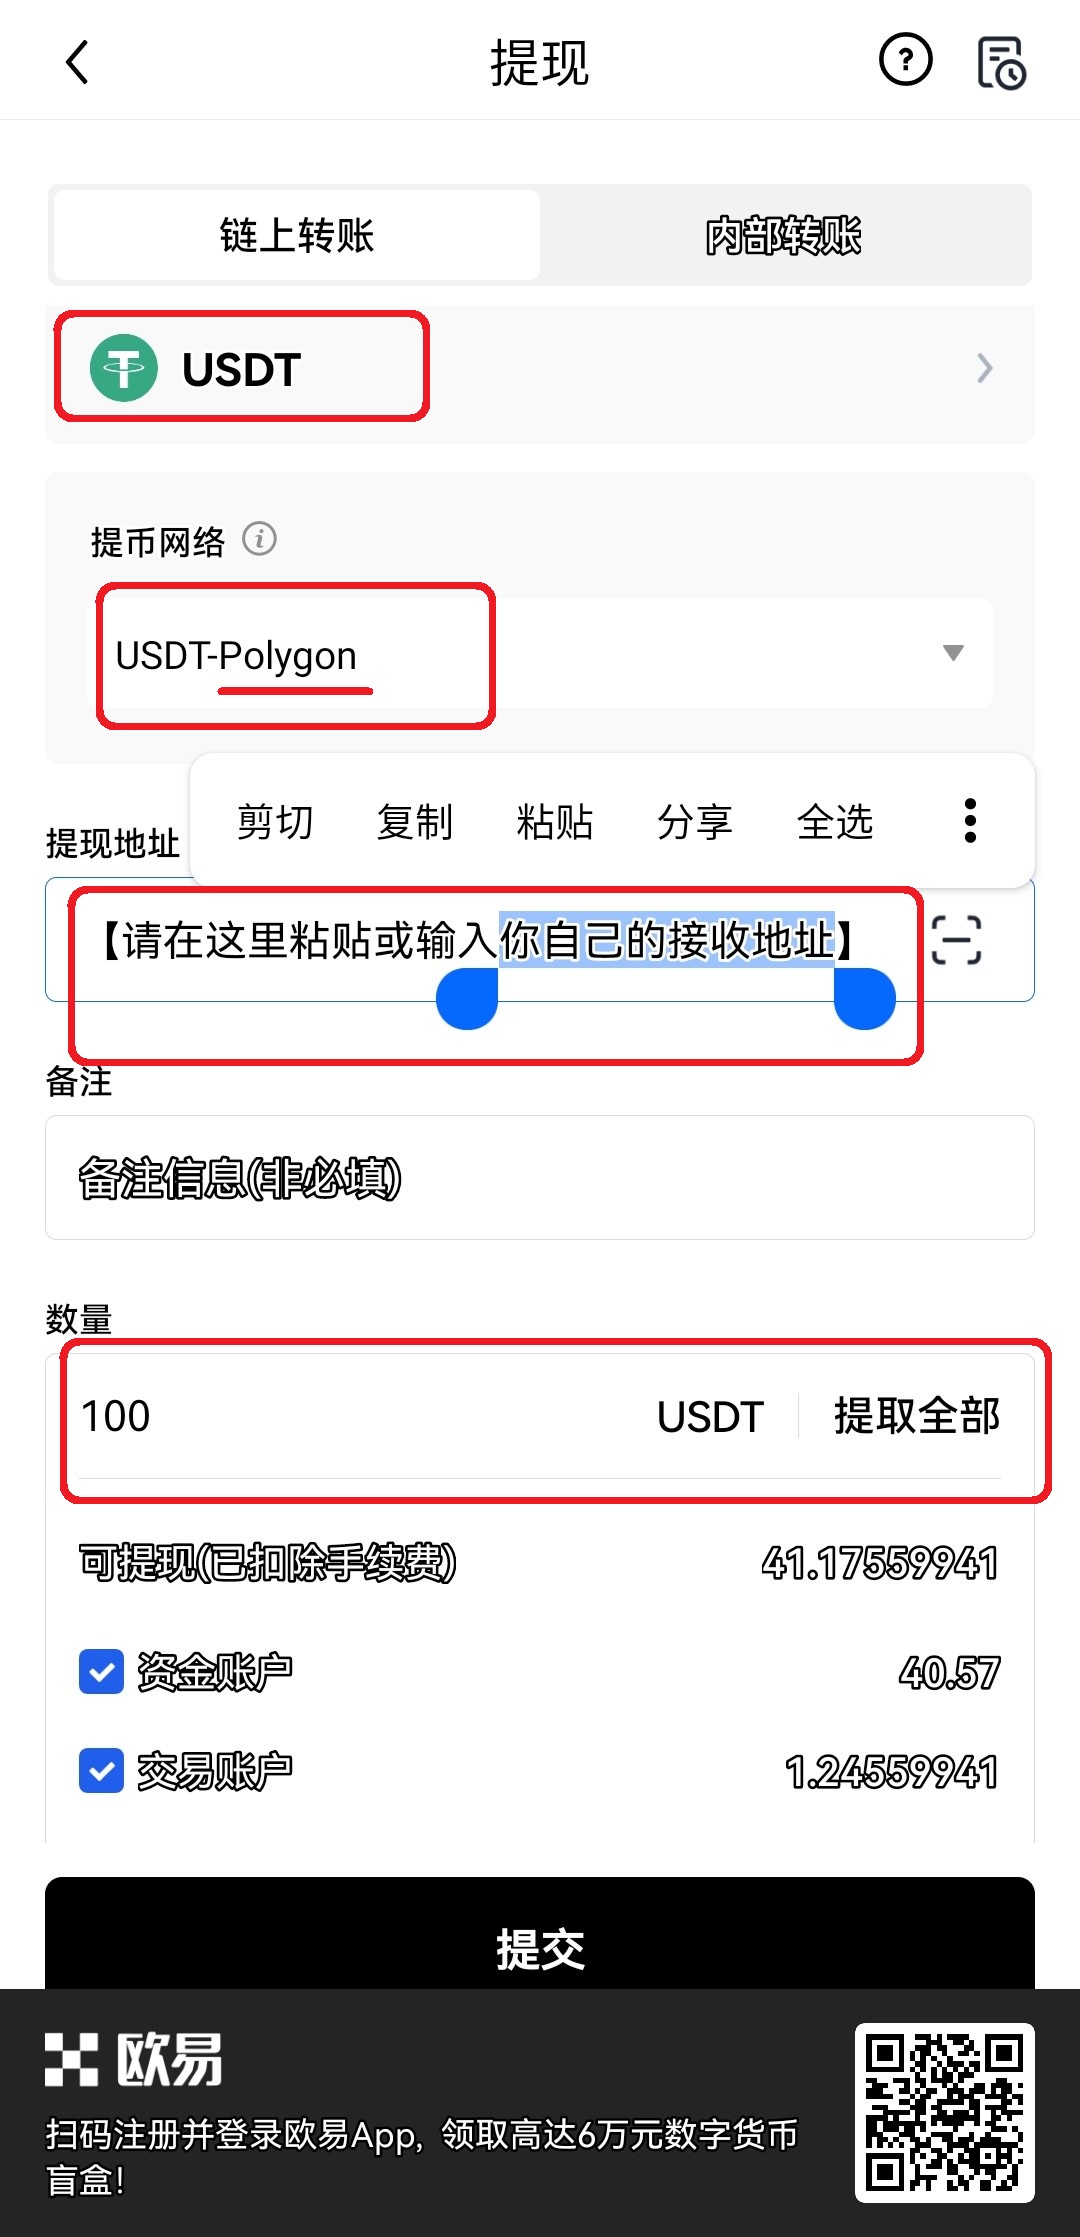 提现
链上转账 内部转账
USDT
提币网络
USDT-Polygon
剪切 复制 粘贴 分享 全选
提现地址
【请在这里粘贴或输入你自己的接收地址】
备注
备注信息(非必填)
数量
100 USDT 提取全部
可提现(已扣除手续费) 41.17559941
资金账户 40.57
交易账户 1.24559941
提交
欧易
扫码注册并登录欧易App, 领取高达6万元数字货币
盲盒!